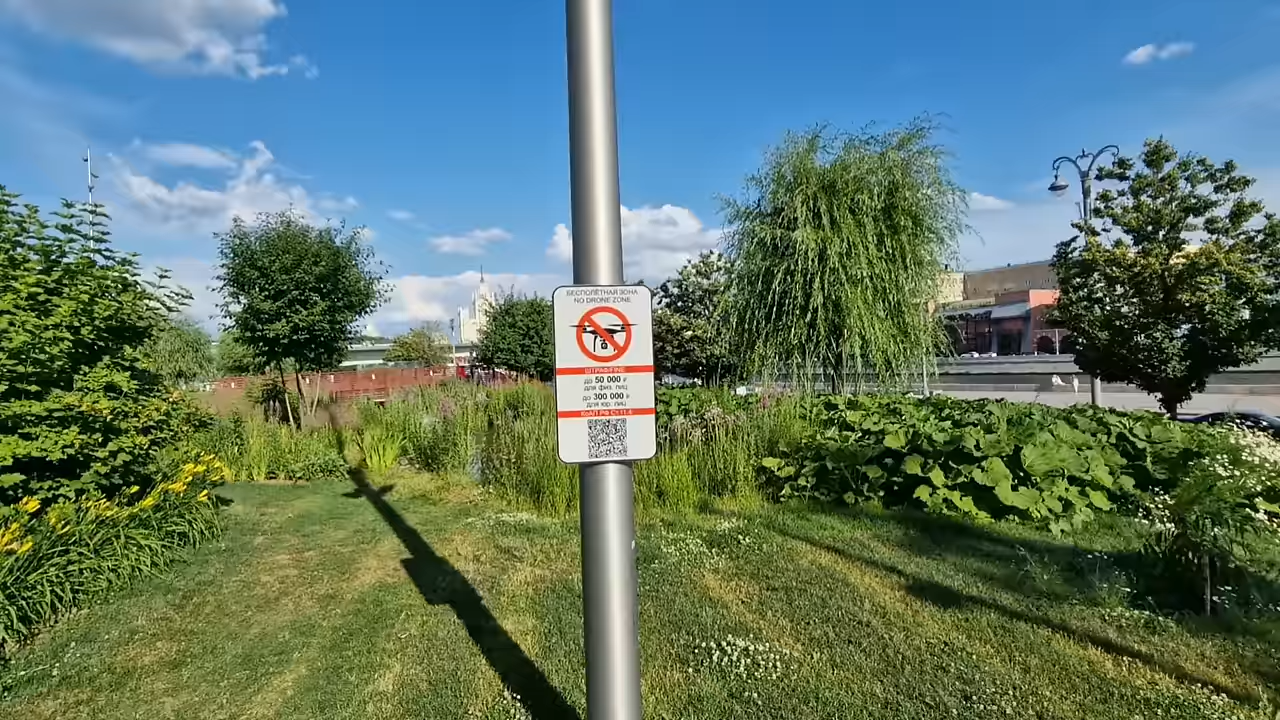 БЕСПОЛЁТНАЯ ЗОНА
NO DRONE ZONE
ШТРАФ/FINE
до 50 000 ₽
для физ. лиц
до 300 000 ₽
для юр. лиц
КоАП РФ Ст.11.4